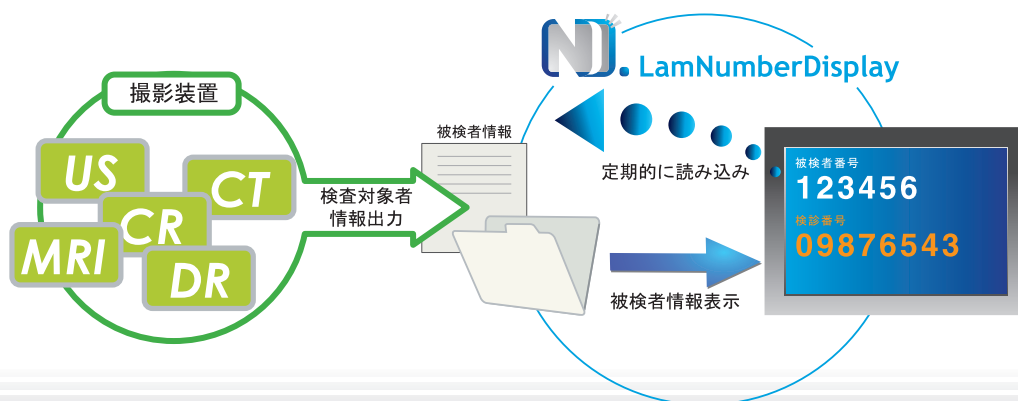 撮影装置
US
CT
CR
MRI
DR
検査対象者
情報出力
被検者情報
N
LamNumberDisplay
定期的に読み込み
被検者情報表示
被検者番号
123456
検診番号
09876543